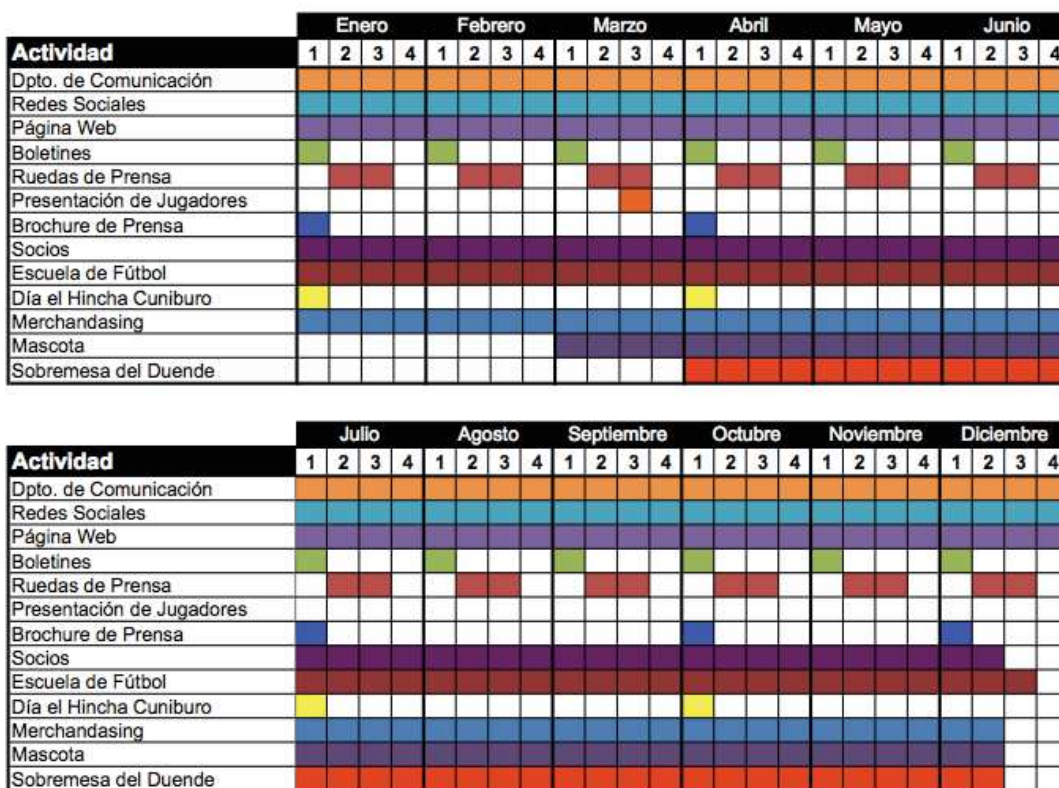 Enero Febrero Marzo Abril Mayo Junio
Actividad 1 2 3 4 1 2 3 4 1 2 3 4 1 2 3 4 1 2 3 4 1 2 3 4
Dpto. de Comunicación
Redes Sociales
Página Web
Boletines
Ruedas de Prensa
Presentación de Jugadores
Brochure de Prensa
Socios
Escuela de Fútbol
Día el Hincha Cuniburo
Merchandasing
Mascota
Sobremesa del Duende
Julio Agosto Septiembre Octubre Noviembre Diciembre
Actividad 1 2 3 4 1 2 3 4 1 2 3 4 1 2 3 4 1 2 3 4 1 2 3 4
Dpto. de Comunicación
Redes Sociales
Página Web
Boletines
Ruedas de Prensa
Presentación de Jugadores
Brochure de Prensa
Socios
Escuela de Fútbol
Día el Hincha Cuniburo
Merchandasing
Mascota
Sobremesa del Duende